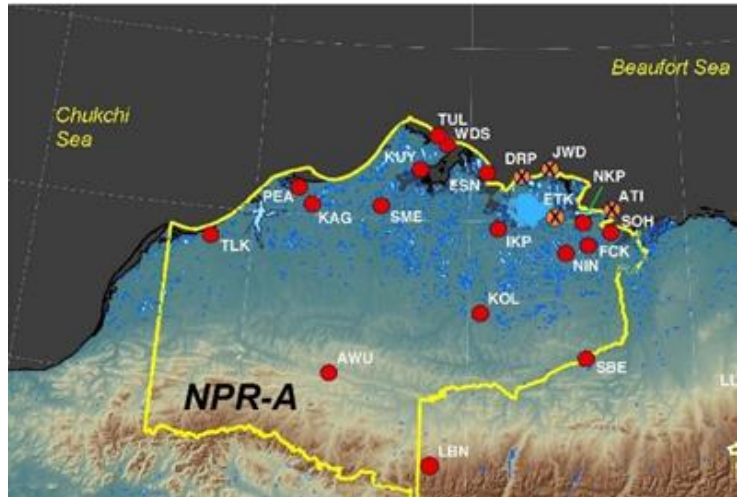 Beaufort Sea
Chukchi
Sea
TUL
WDS
KUY
DRP
JWD
ESN
NKP
PEA
ETK
ATI
KAG
SME
SOH
TLK
IKP
FCK
NIN
KOL
AWU
SBE
NPR-A
LBN